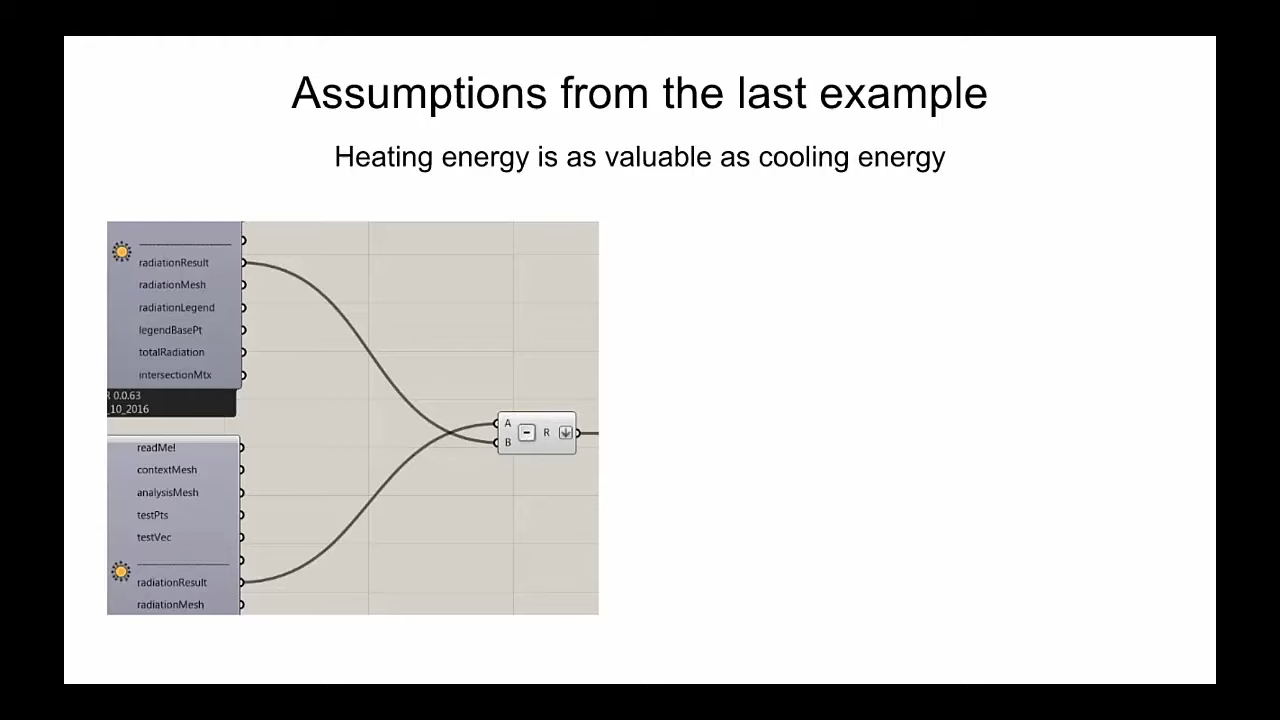 Assumptions from the last example
Heating energy is as valuable as cooling energy
radiationResult
radiationMesh
radiationLegend
legendBasePt
totalRadiation
intersectionMtx
R 0.0.63
_10_2016
A
B
-
R
readMe!
contextMesh
analysisMesh
testPts
testVec
radiationResult
radiationMesh